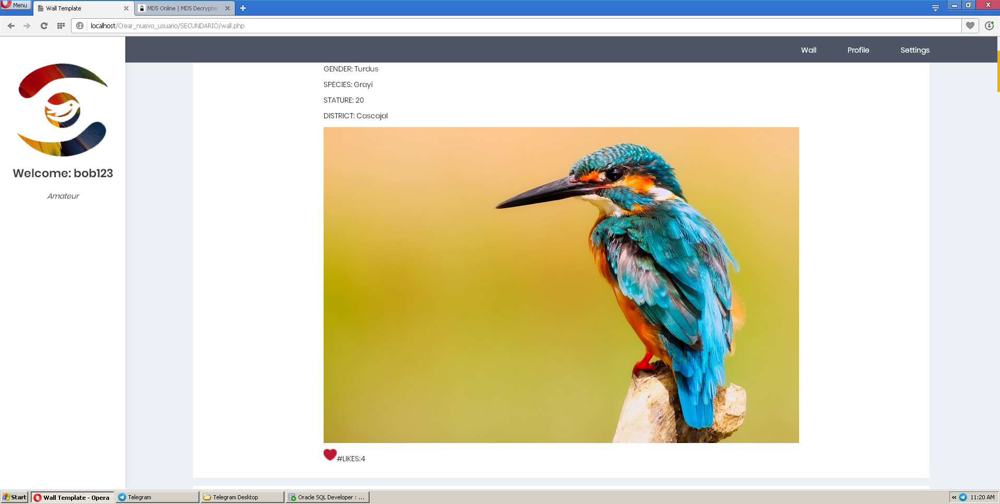 Menu
Wall Template
MD5 Online | MD5 Decrypter
localhost/Crear_nuevo_usuario/SECUNDARIO/wall.php
Wall
Profile
Settings
Welcome: bob123
Amateur
GENDER: Turdus
SPECIES: Grayi
STATURE: 20
DISTRICT: Cascajal
#LIKES:4
Start
Wall Template - Opera
Telegram
Telegram Desktop
Oracle SQL Developer : ...
«
11:20 AM